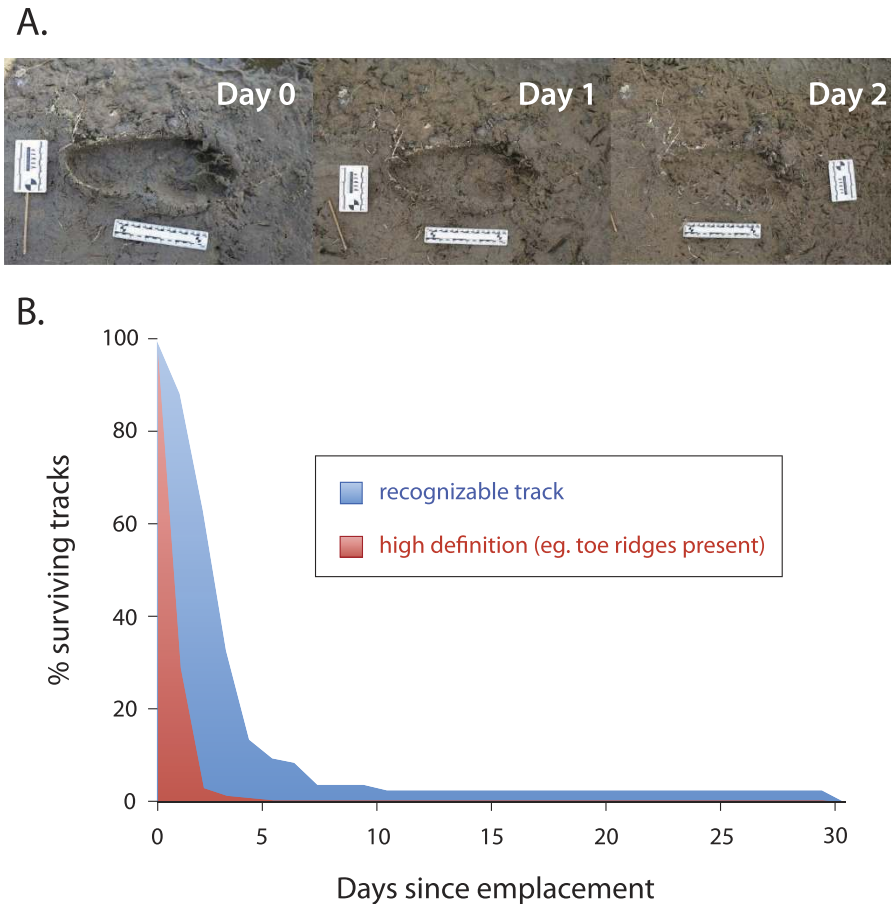 A.
Day 0
Day 1
Day 2
B.
100
80
60
40
20
0
% surviving tracks
recognizable track
high definition (eg. toe ridges present)
0
5
10
15
20
25
30
Days since emplacement